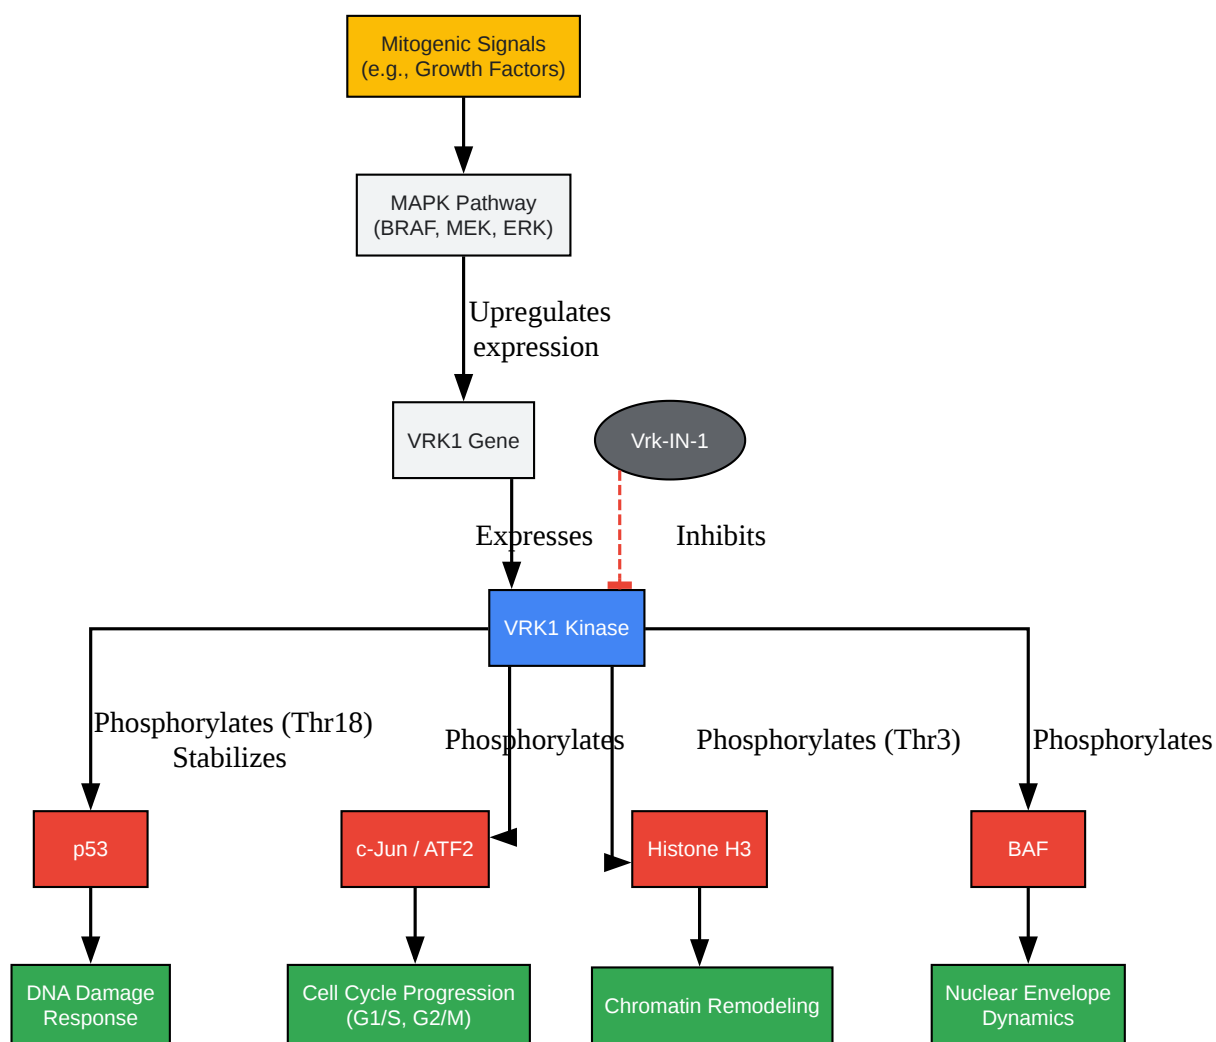 Mitogenic Signals
(e.g., Growth Factors)
MAPK Pathway
(BRAF, MEK, ERK)
Upregulates
expression
VRK1 Gene
Vrk-IN-1
Expresses
Inhibits
VRK1 Kinase
Phosphorylates (Thr18)
Stabilizes
Phosphorylates
Phosphorylates (Thr3)
Phosphorylates
p53
c-Jun / ATF2
Histone H3
BAF
DNA Damage
Response
Cell Cycle Progression
(G1/S, G2/M)
Chromatin Remodeling
Nuclear Envelope
Dynamics